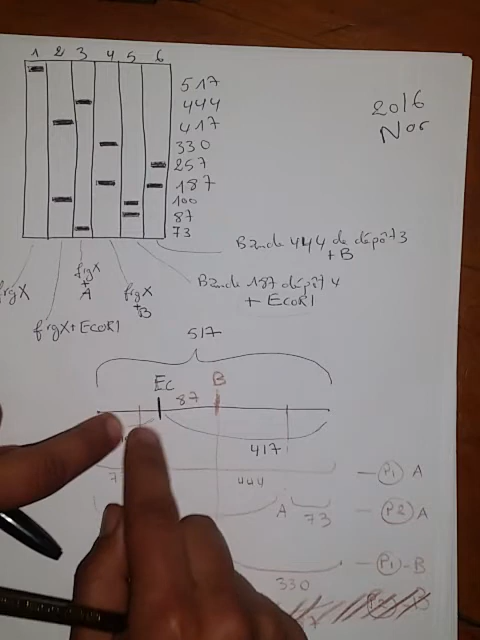 1 2 3 4 5 6
517
444
417
330
257
187
100
87
73
2016
Nor
Bande 444 de dépôt 3
+ B
Bande 187 dépôt 4
+ EcoRI
frgX
frgX
+
A
frgX
+
B
frgX+EcoRI
517
Ec
B
87
417
444
P1 A
A
73
P2 A
P1 - B
330